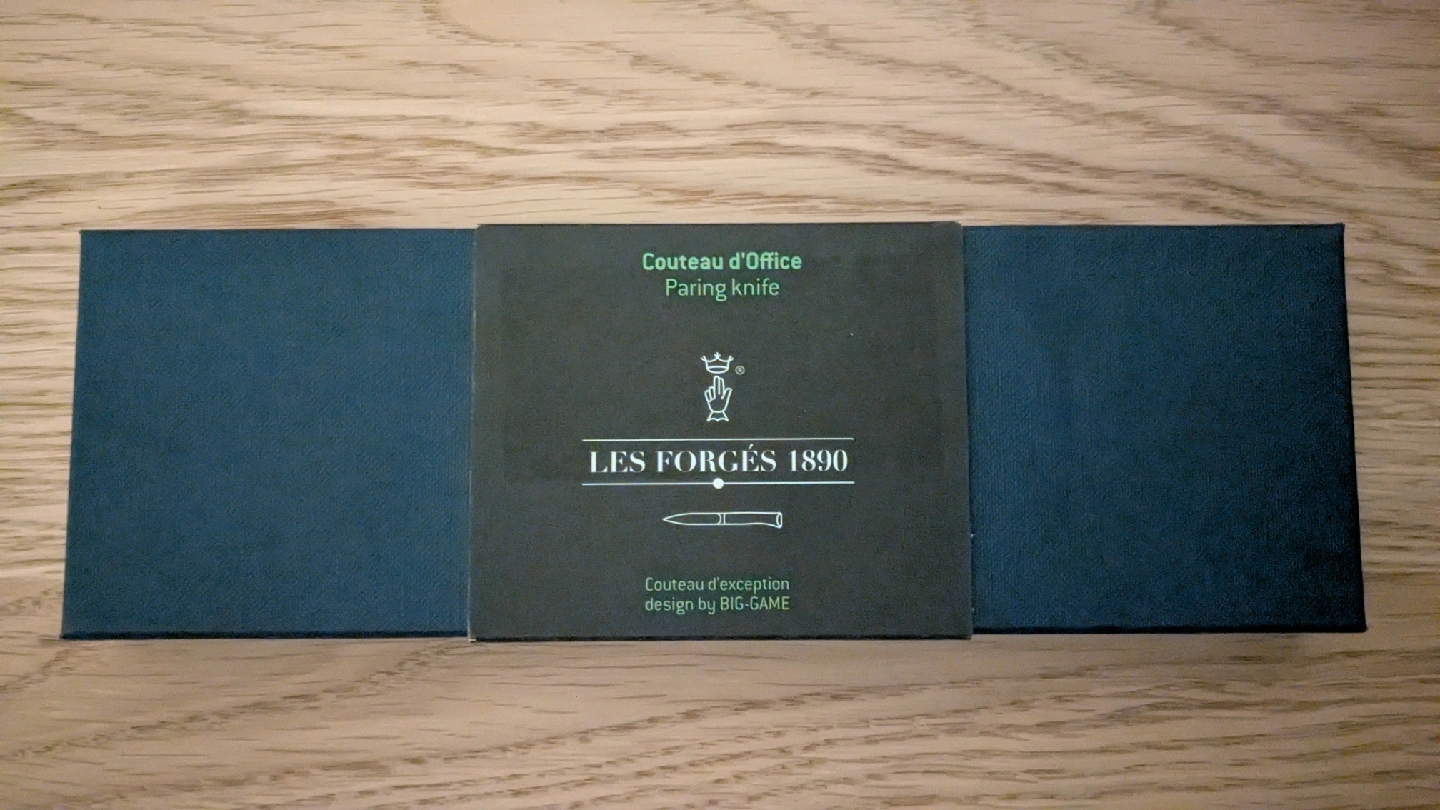 Couteau d'Office
Paring knife
®
LES FORGÉS 1890
Couteau d'exception
design by BIG-GAME